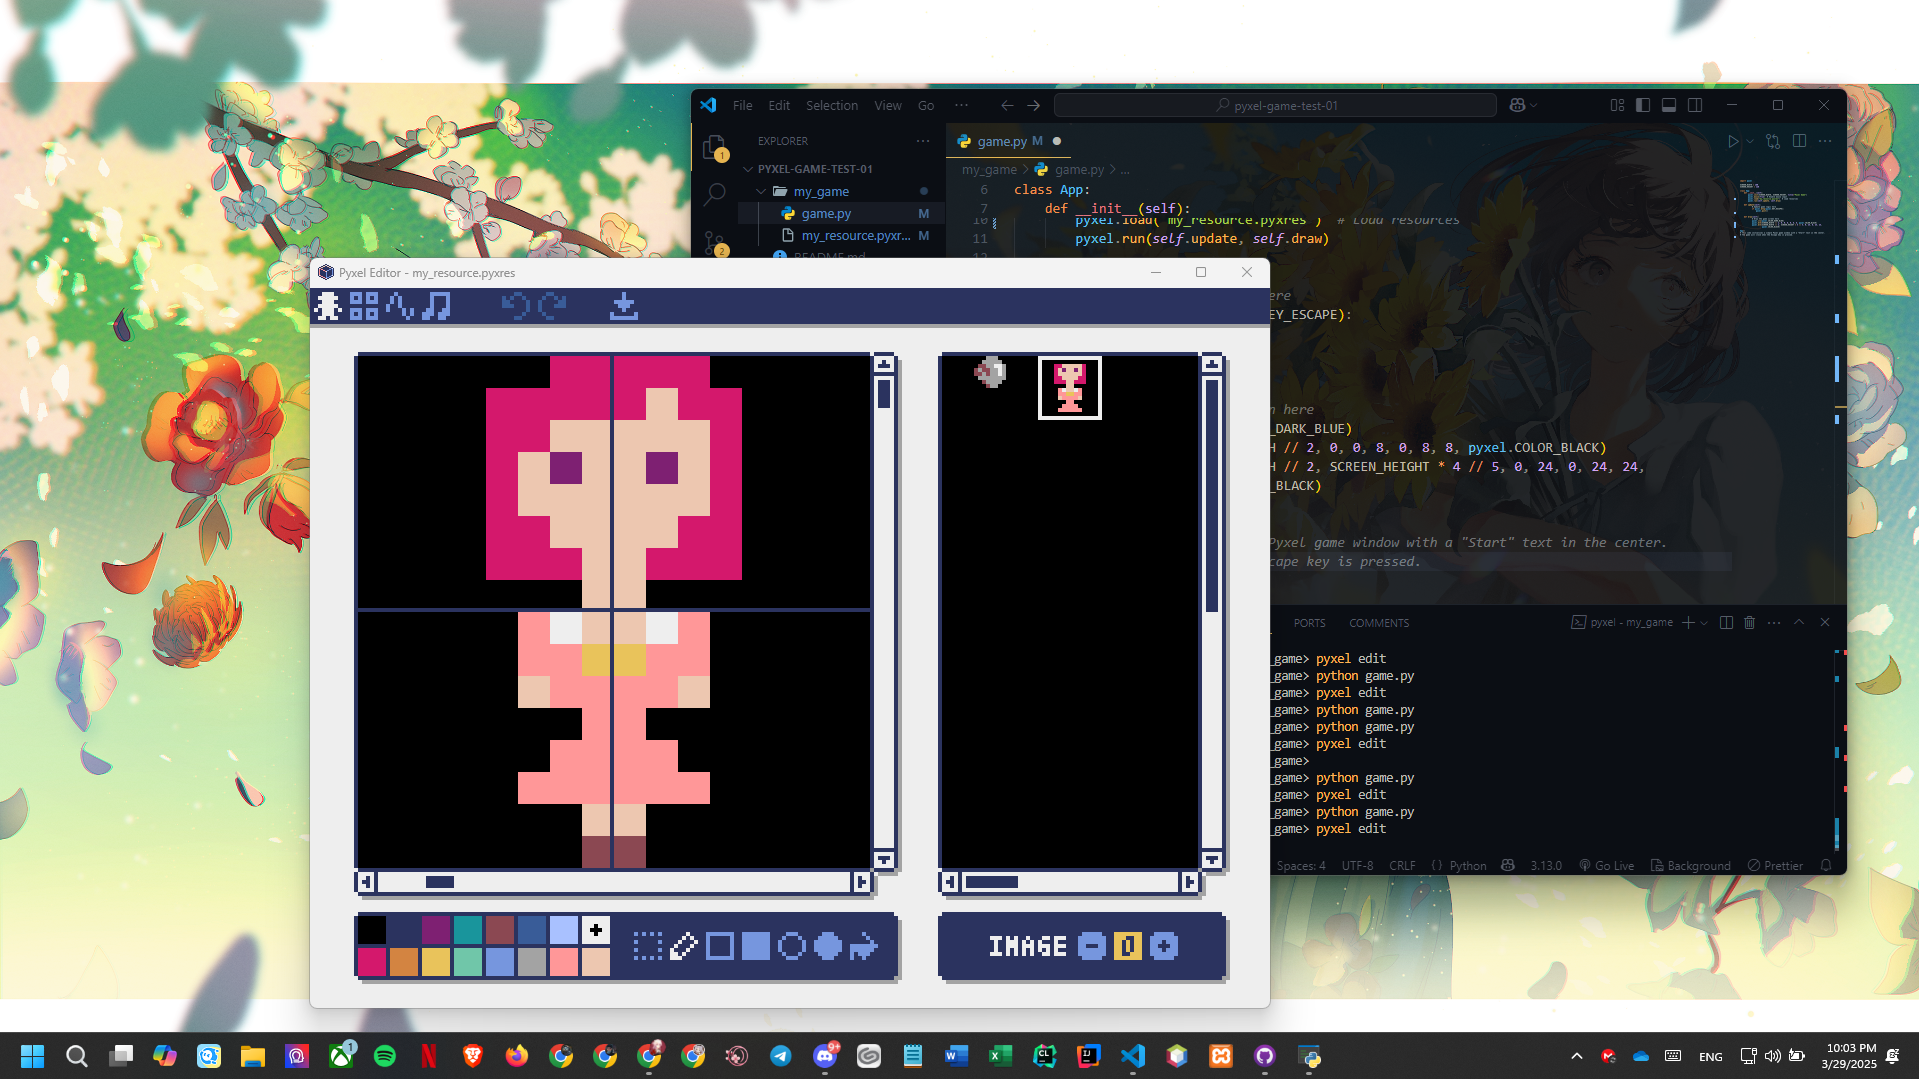 File Edit Selection View Go ··· pyxel-game-test-01
EXPLORER ···
game.py M
PYXEL-GAME-TEST-01
my_game > game.py > ...
my_game
6 class App:
game.py M
7 def __init__(self):
my_resource.pyxr... M
10 pyxel.load("my_resource.pyxres") # Load resources
11 pyxel.run(self.update, self.draw)
README.md
12
Pyxel Editor - my_resource.pyxres
ere
EY_ESCAPE):
n here
_DARK_BLUE)
H // 2, 0, 0, 8, 0, 8, 8, pyxel.COLOR_BLACK)
H // 2, SCREEN_HEIGHT * 4 // 5, 0, 24, 0, 24, 24,
_BLACK)
Pyxel game window with a "Start" text in the center.
cape key is pressed.
PORTS COMMENTS pyxel - my_game
_game> pyxel edit
_game> python game.py
_game> pyxel edit
_game> python game.py
_game> python game.py
_game> pyxel edit
_game>
_game> python game.py
_game> pyxel edit
_game> python game.py
_game> pyxel edit
Spaces: 4 UTF-8 CRLF {} Python 3.13.0 Go Live Background Prettier
IMAGE - 0 +
1
2
1
9+
ENG
10:03 PM
3/29/2025